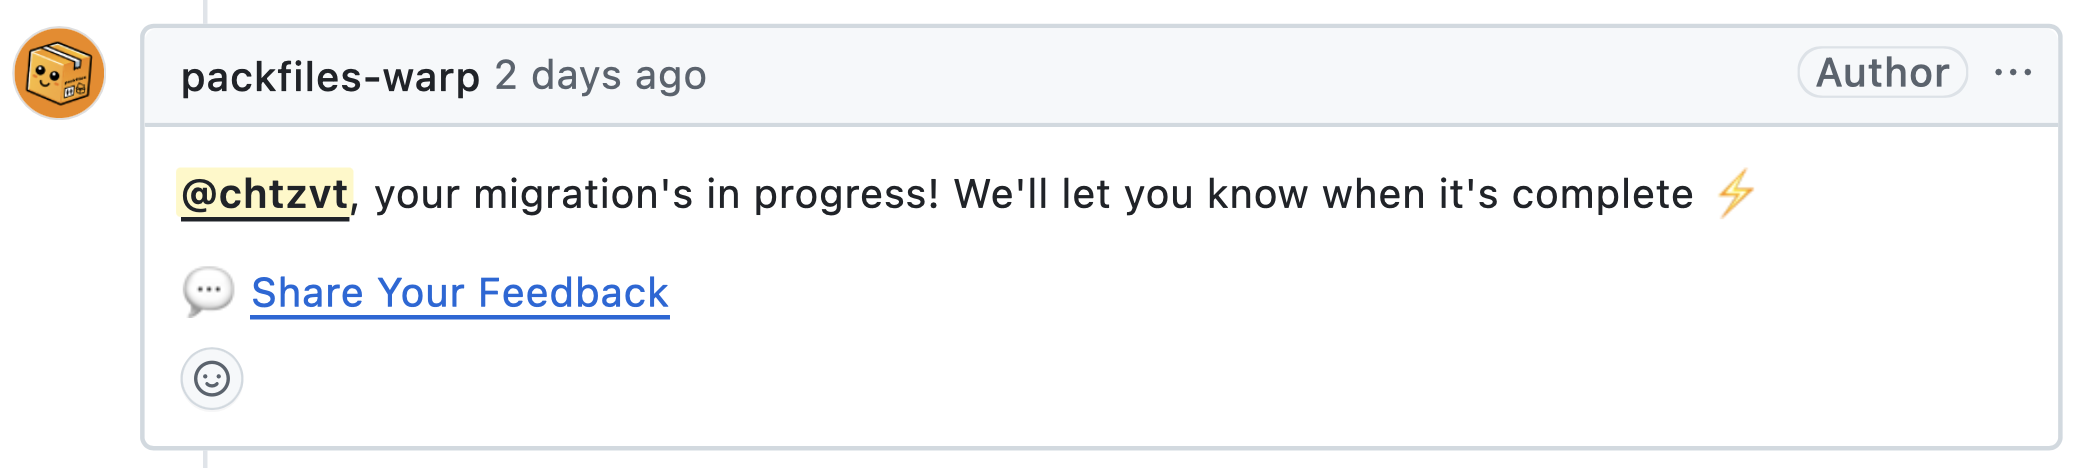 packfiles-warp 2 days ago
Author
@chtzvt, your migration's in progress! We'll let you know when it's complete ⚡
💬 Share Your Feedback